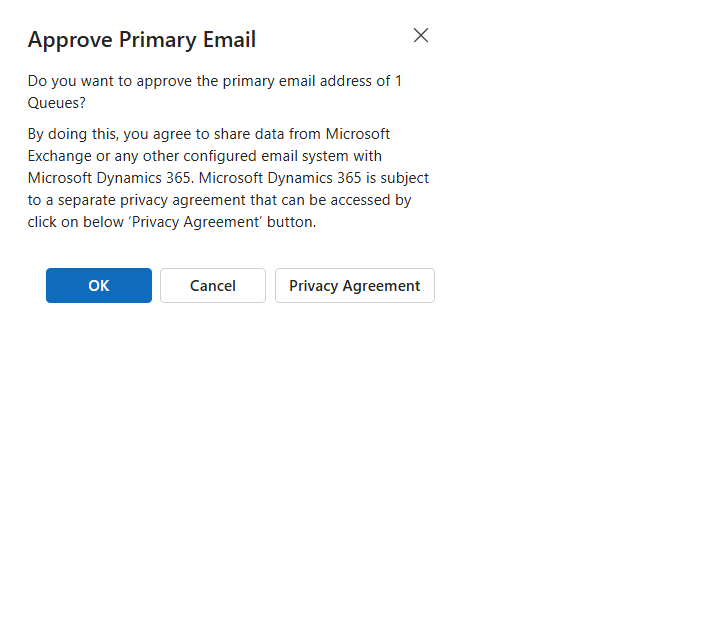 Approve Primary Email
Do you want to approve the primary email address of 1
Queues?
By doing this, you agree to share data from Microsoft
Exchange or any other configured email system with
Microsoft Dynamics 365. Microsoft Dynamics 365 is subject
to a separate privacy agreement that can be accessed by
click on below ‘Privacy Agreement’ button.
OK
Cancel
Privacy Agreement